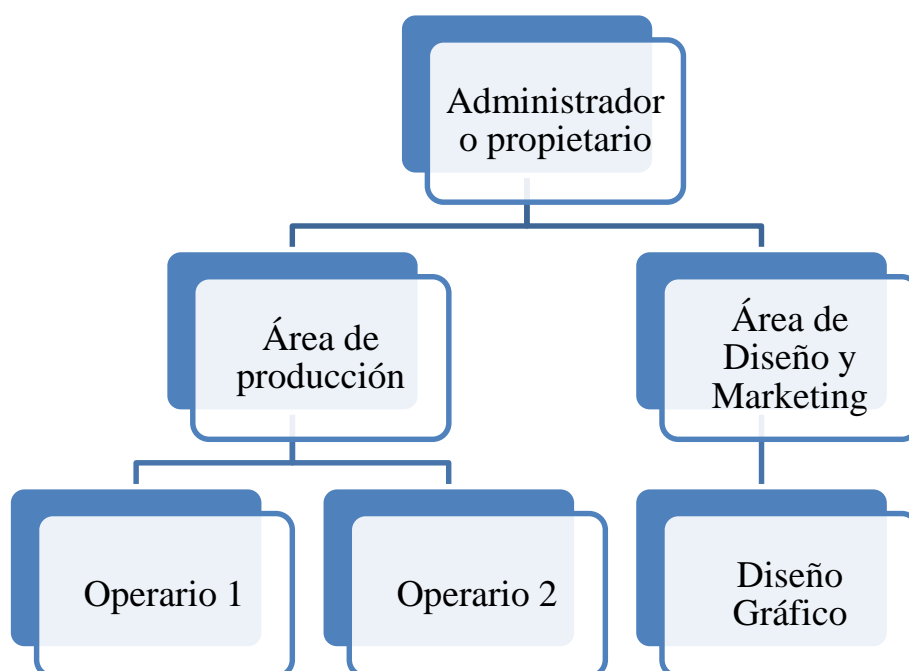 Administrador
o propietario
Área de
producción
Área de
Diseño y
Marketing
Operario 1
Operario 2
Diseño
Gráfico